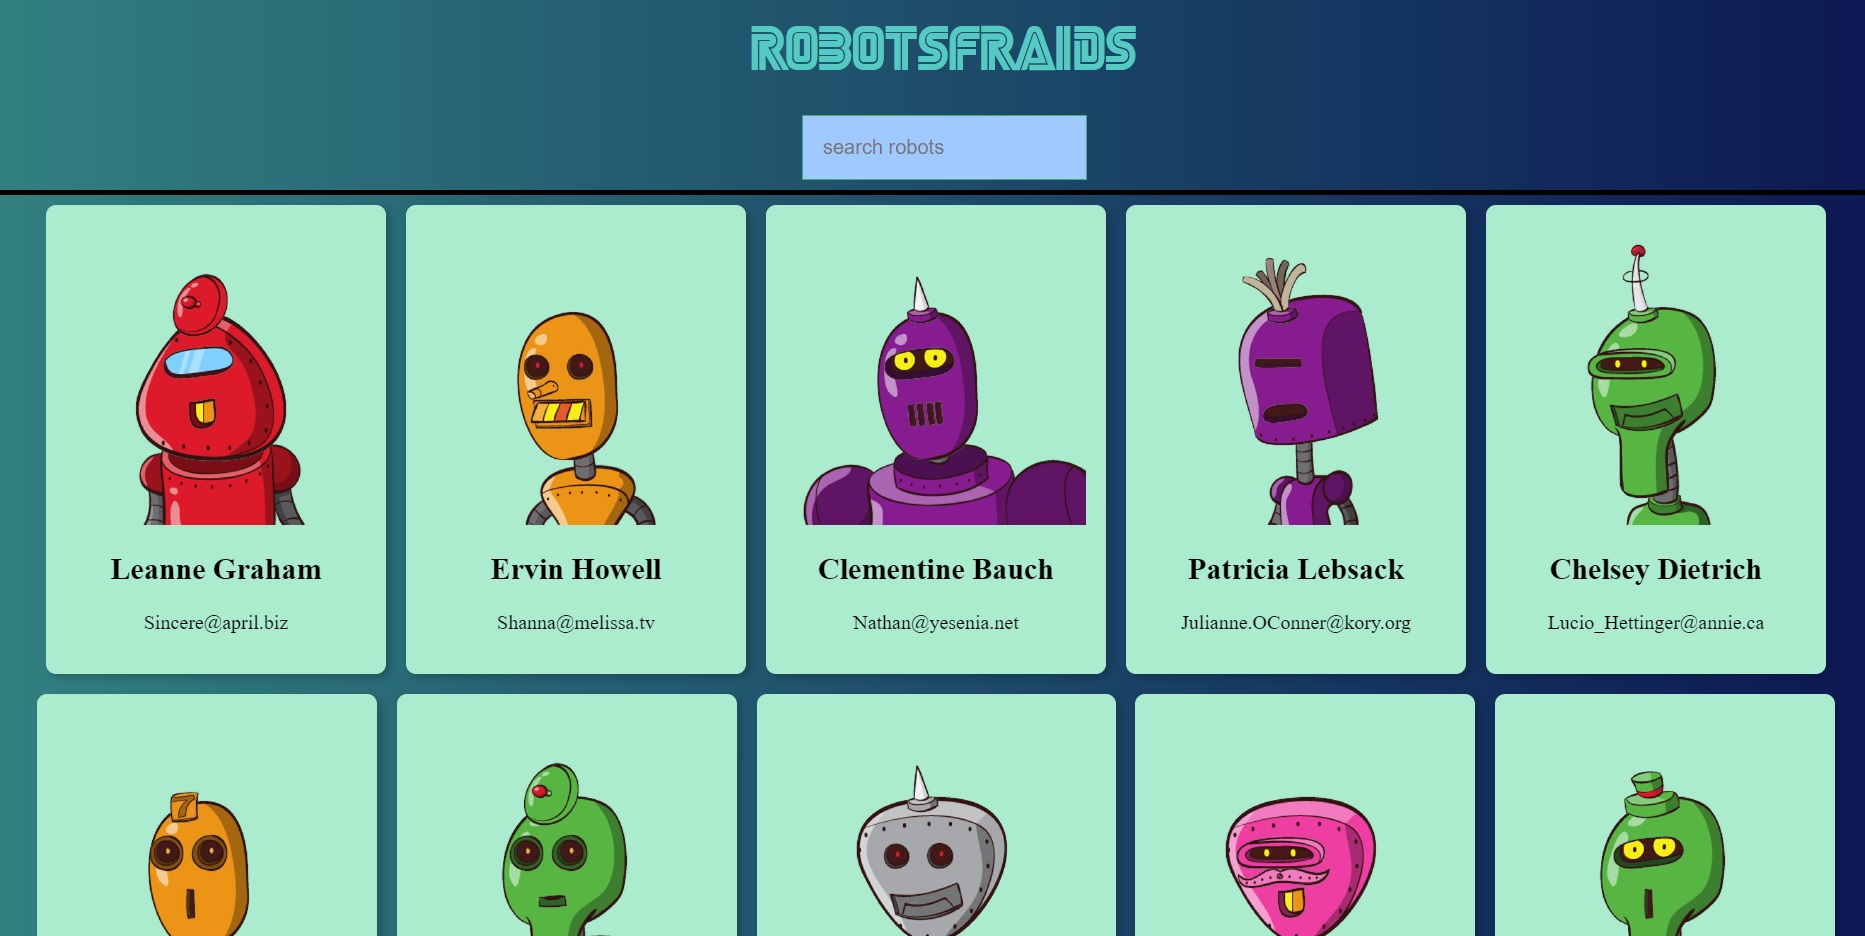 ROBOTSFRAIDS
search robots
Leanne Graham
Sincere@april.biz
Ervin Howell
Shanna@melissa.tv
Clementine Bauch
Nathan@yesenia.net
Patricia Lebsack
Julianne.OConner@kory.org
Chelsey Dietrich
Lucio_Hettinger@annie.ca
7